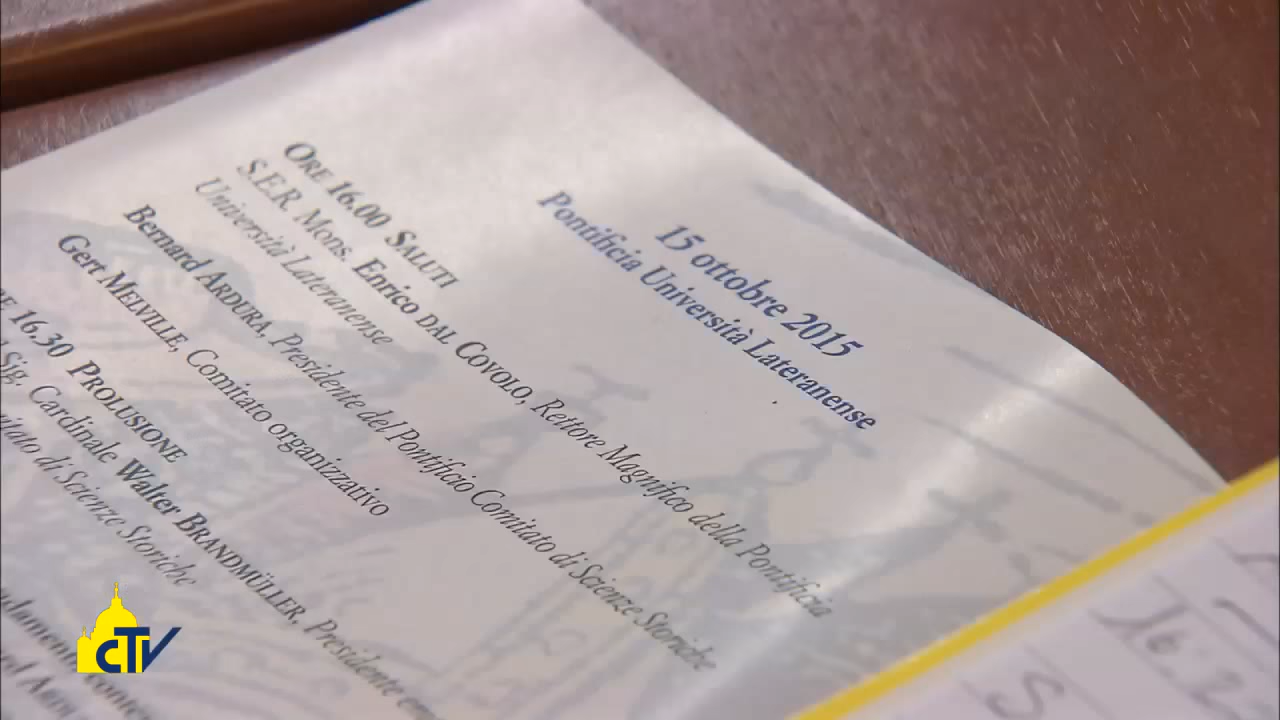 15 ottobre 2015
Pontificia Università Lateranense
ORE 16.00 SALUTI
S.E.R. Mons. Enrico DAL COVOLO, Rettore Magnifico della Pontificia
Università Lateranense
Bernard ARDURA, Presidente del Pontificio Comitato di Scienze Storiche
Gert MELVILLE, Comitato organizzativo
16.30 PROLUSIONE
Sig. Cardinale Walter BRANDMÜLLER, Presidente
di Scienze Storiche
CTV